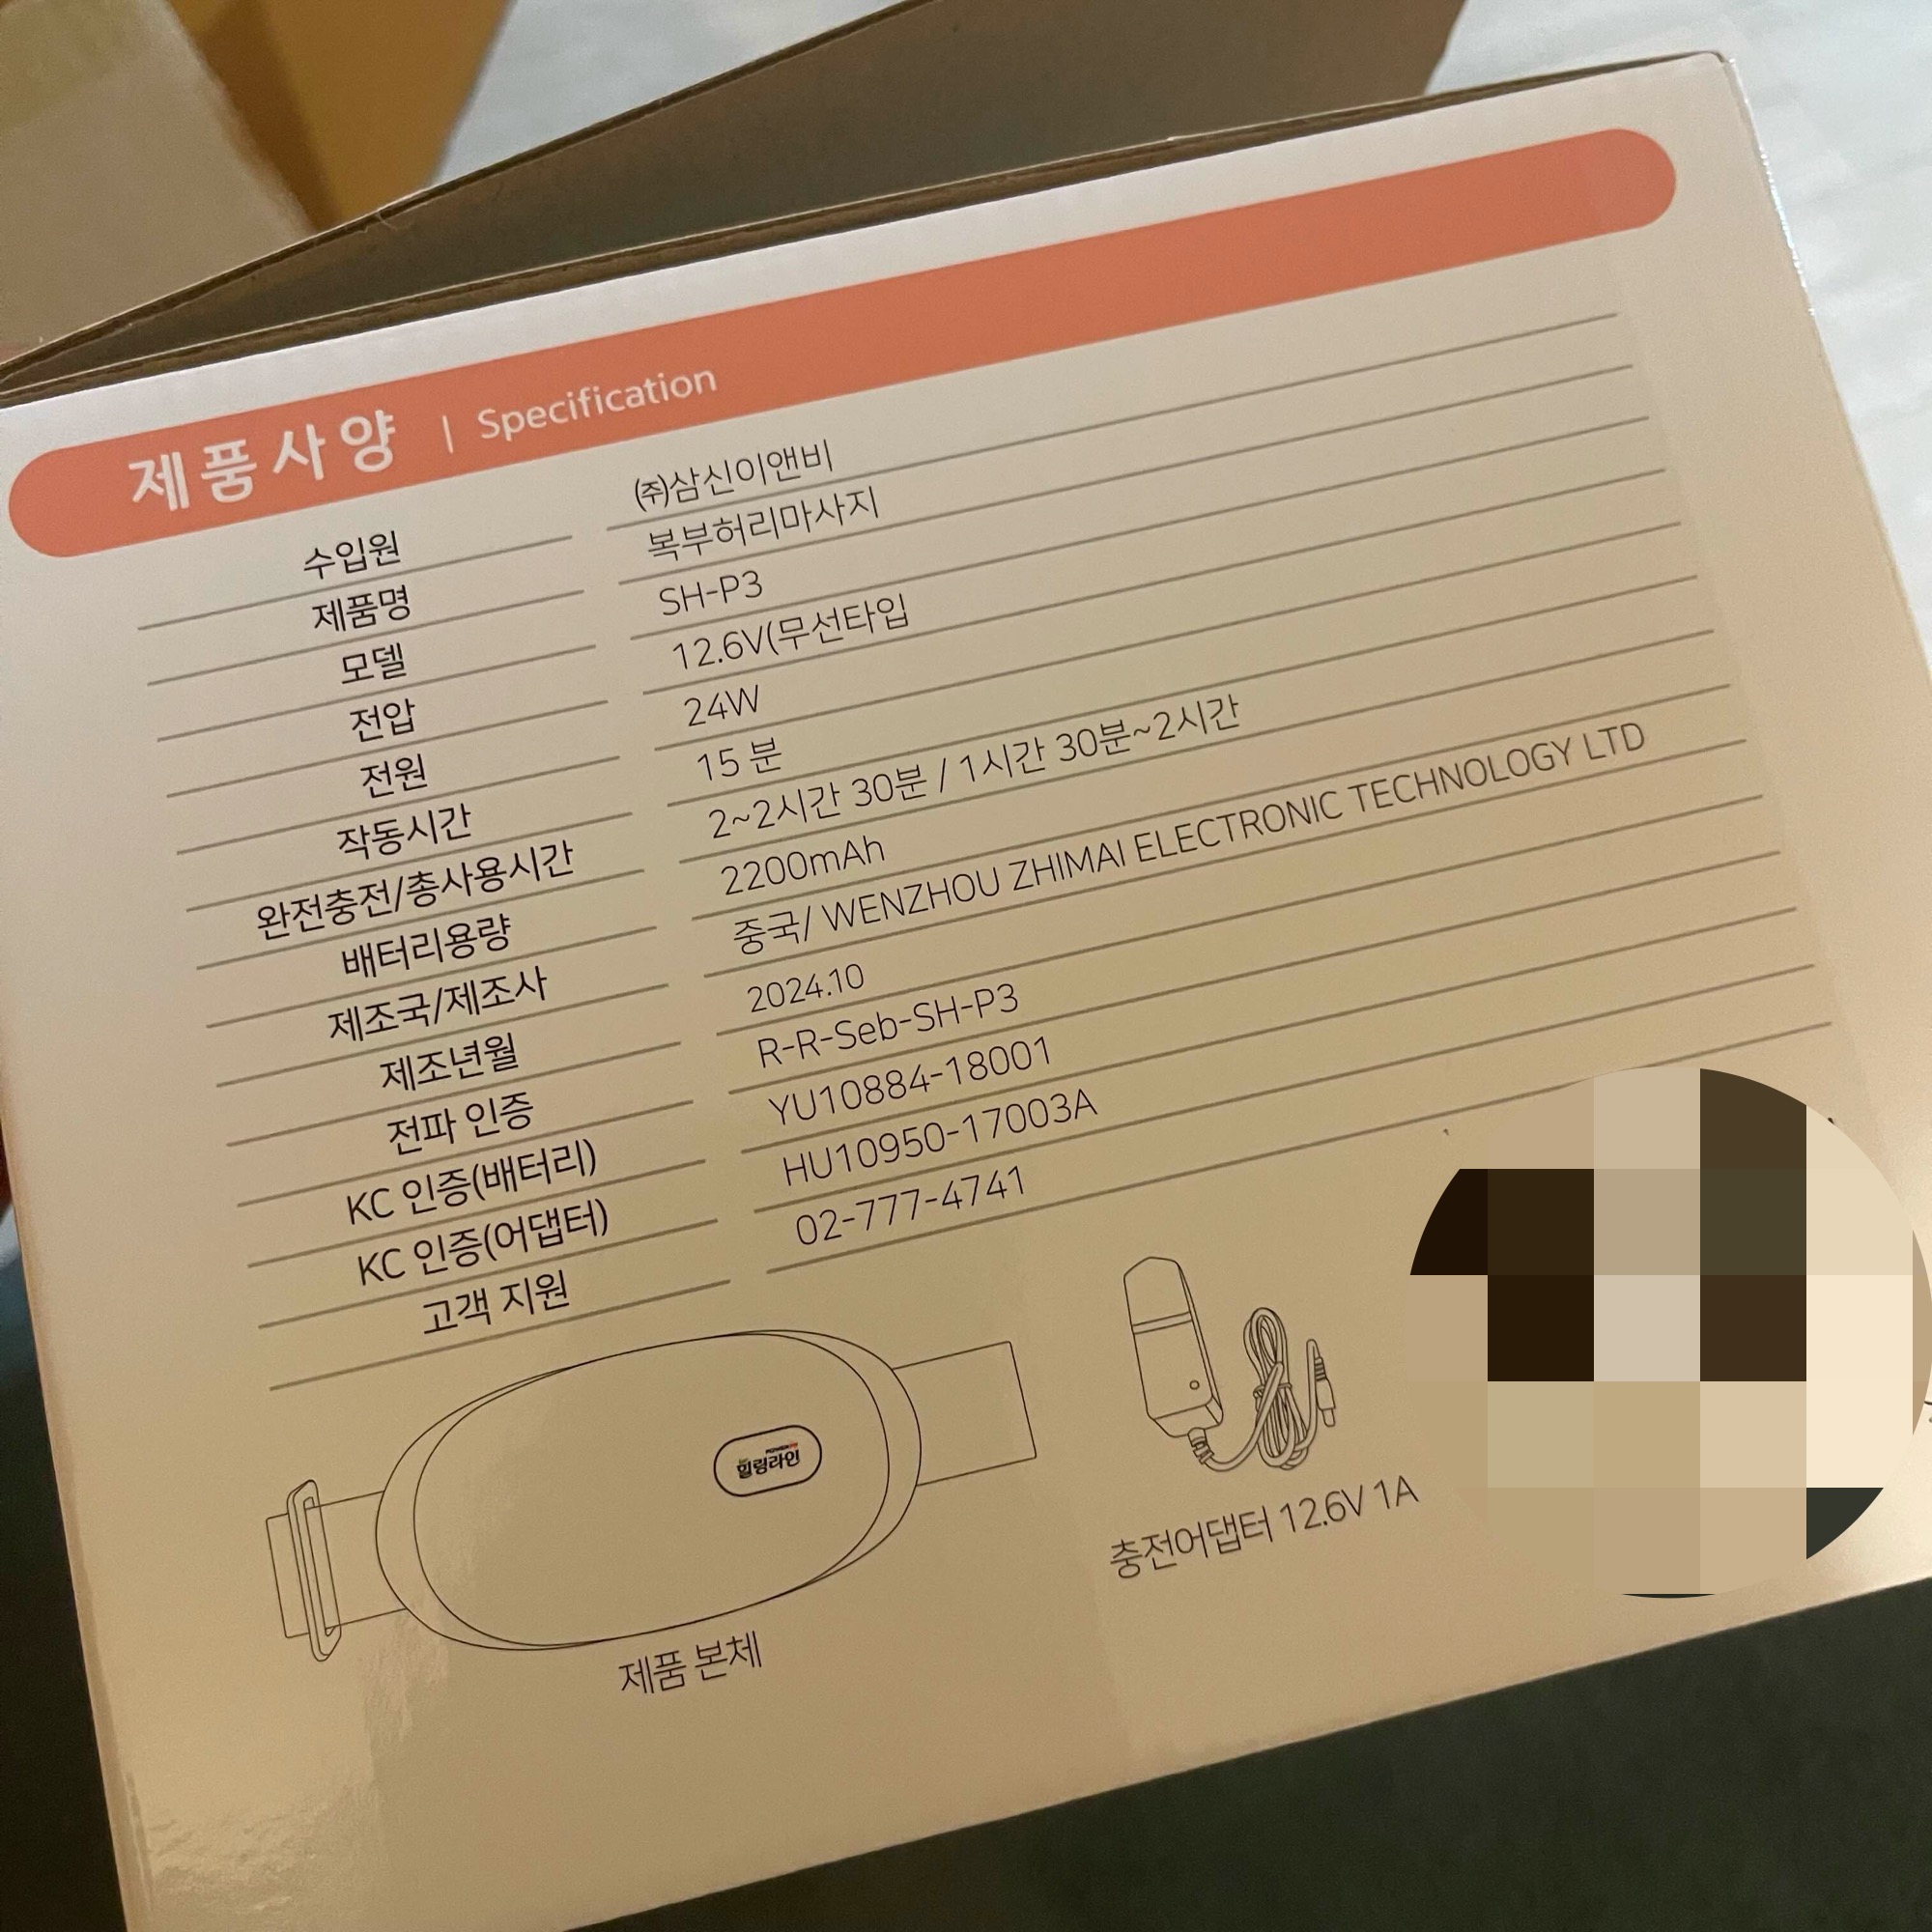 제품사양 | Specification
수입원 ㈜삼신이앤비
제품명 복부허리마사지
모델 SH-P3
전압 12.6V(무선타입
전원 24W
작동시간 15 분
완전충전/총사용시간 2~2시간 30분 / 1시간 30분~2시간
배터리용량 2200mAh
제조국/제조사 중국/ WENZHOU ZHIMAI ELECTRONIC TECHNOLOGY LTD
제조년월 2024.10
전파 인증 R-R-Seb-SH-P3
KC 인증(배터리) YU10884-18001
KC 인증(어댑터) HU10950-17003A
고객 지원 02-777-4741
힐링라인
충전어댑터 12.6V 1A
제품 본체